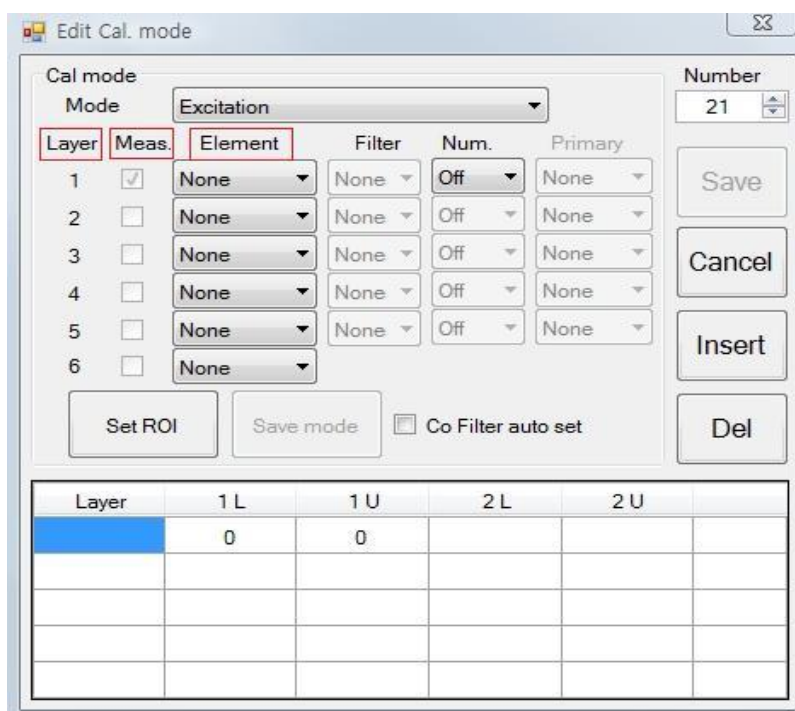 Edit Cal. mode
Cal mode
Number
Mode Excitation
21
Layer Meas. Element Filter Num. Primary
1 None None Off None
Save
2 None None Off None
3 None None Off None
Cancel
4 None None Off None
5 None None Off None
Insert
6 None
Set ROI Save mode Co Filter auto set
Del
Layer 1 L 1 U 2 L 2 U
0 0